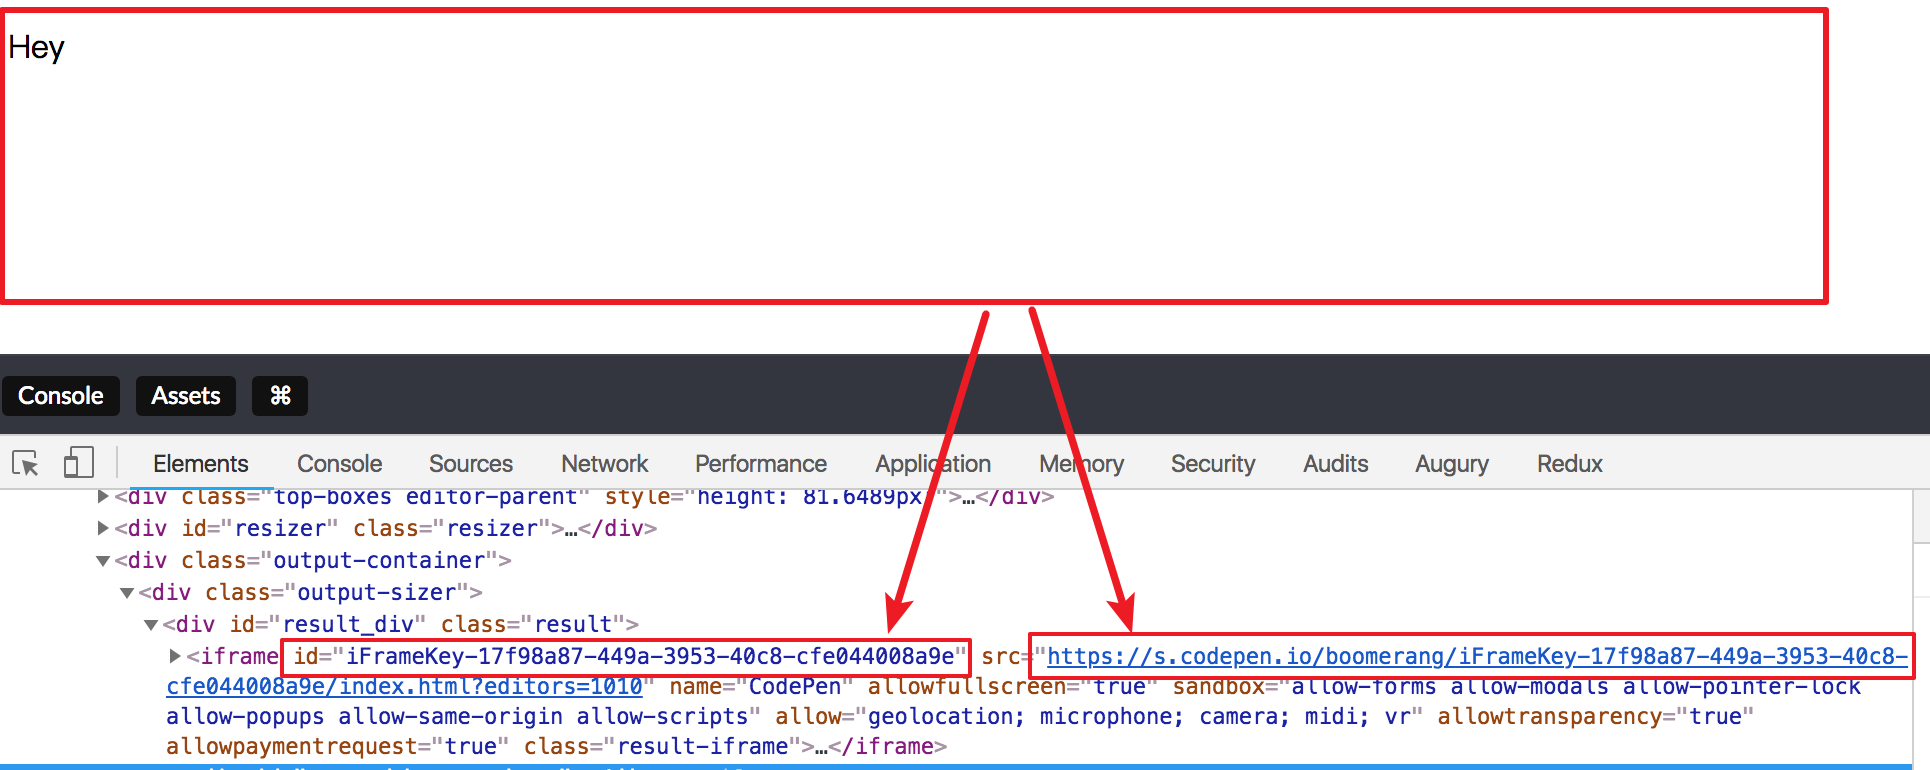 Hey
Console Assets ⌘
Elements Console Sources Network Performance Application Memory Security Audits Augury Redux
<div class="top-boxes editor-parent" style="height: 81.6489px;">…</div>
<div id="resizer" class="resizer">…</div>
<div class="output-container">
<div class="output-sizer">
<div id="result_div" class="result">
<iframe id="iFrameKey-17f98a87-449a-3953-40c8-cfe044008a9e" src="https://s.codepen.io/boomerang/iFrameKey-17f98a87-449a-3953-40c8-
cfe044008a9e/index.html?editors=1010" name="CodePen" allowfullscreen="true" sandbox="allow-forms allow-modals allow-pointer-lock
allow-popups allow-same-origin allow-scripts" allow="geolocation; microphone; camera; midi; vr" allowtransparency="true"
allowpaymentrequest="true" class="result-iframe">…</iframe>